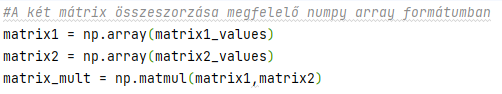 #A két mátrix összeszorzása megfelelő numpy array formátumban
matrix1 = np.array(matrix1_values)
matrix2 = np.array(matrix2_values)
matrix_mult = np.matmul(matrix1,matrix2)